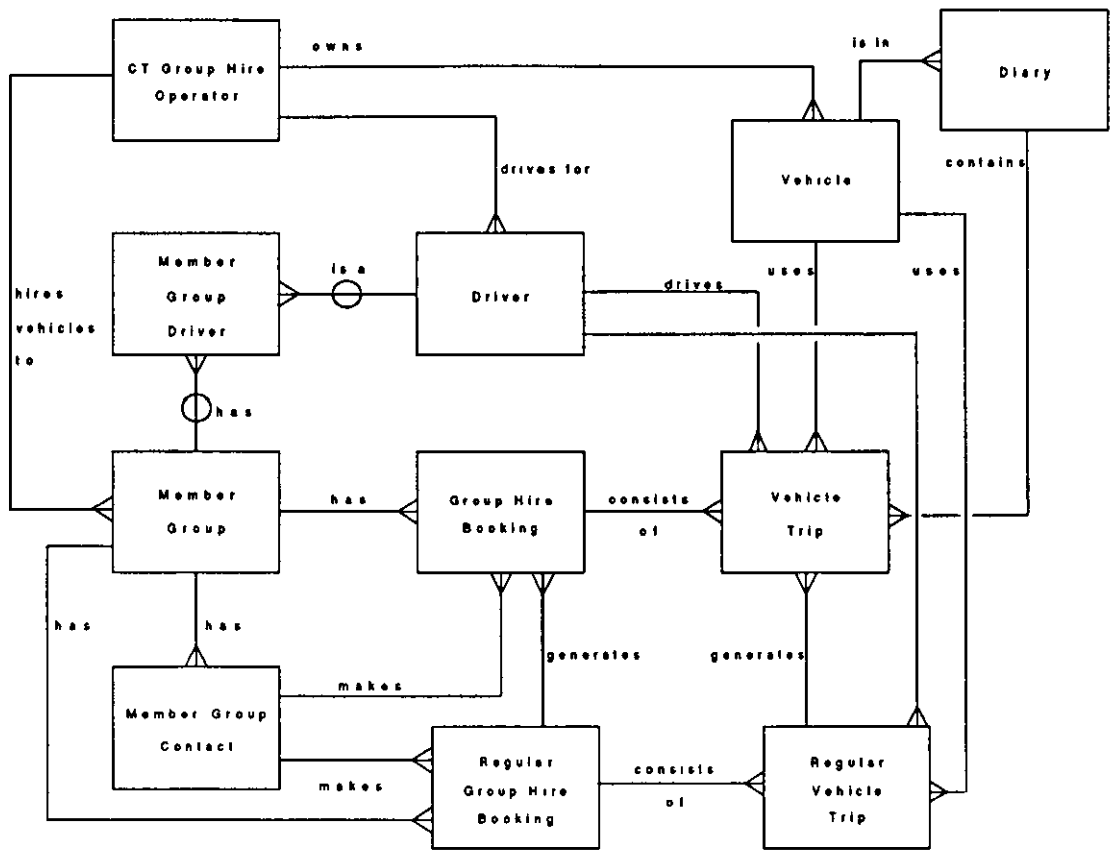 owns
is in
CT Group Hire
Operator
Diary
contains
drives for
Vehicle
Member
Group
Driver
is a
Driver
drives
uses
uses
hires
vehicles
to
has
Member
Group
has
Group Hire
Booking
consists
of
Vehicle
Trip
has
has
generates
generates
makes
Member Group
Contact
makes
Regular
Group Hire
Booking
consists
of
Regular
Vehicle
Trip